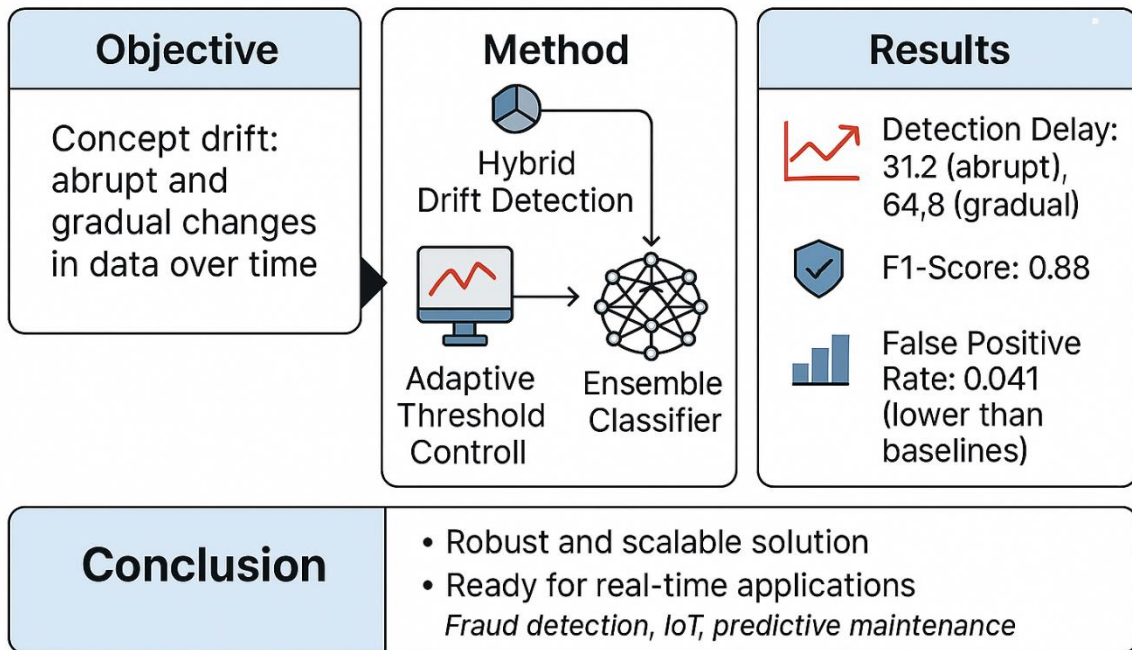 Objective
Concept drift:
abrupt and
gradual changes
in data over time
Method
Hybrid
Drift Detection
Adaptive
Threshold
Controll
Ensemble
Classifier
Results
Detection Delay:
31.2 (abrupt),
64,8 (gradual)
F1-Score: 0.88
False Positive
Rate: 0.041
(lower than
baselines)
Conclusion
• Robust and scalable solution
• Ready for real-time applications
Fraud detection, IoT, predictive maintenance